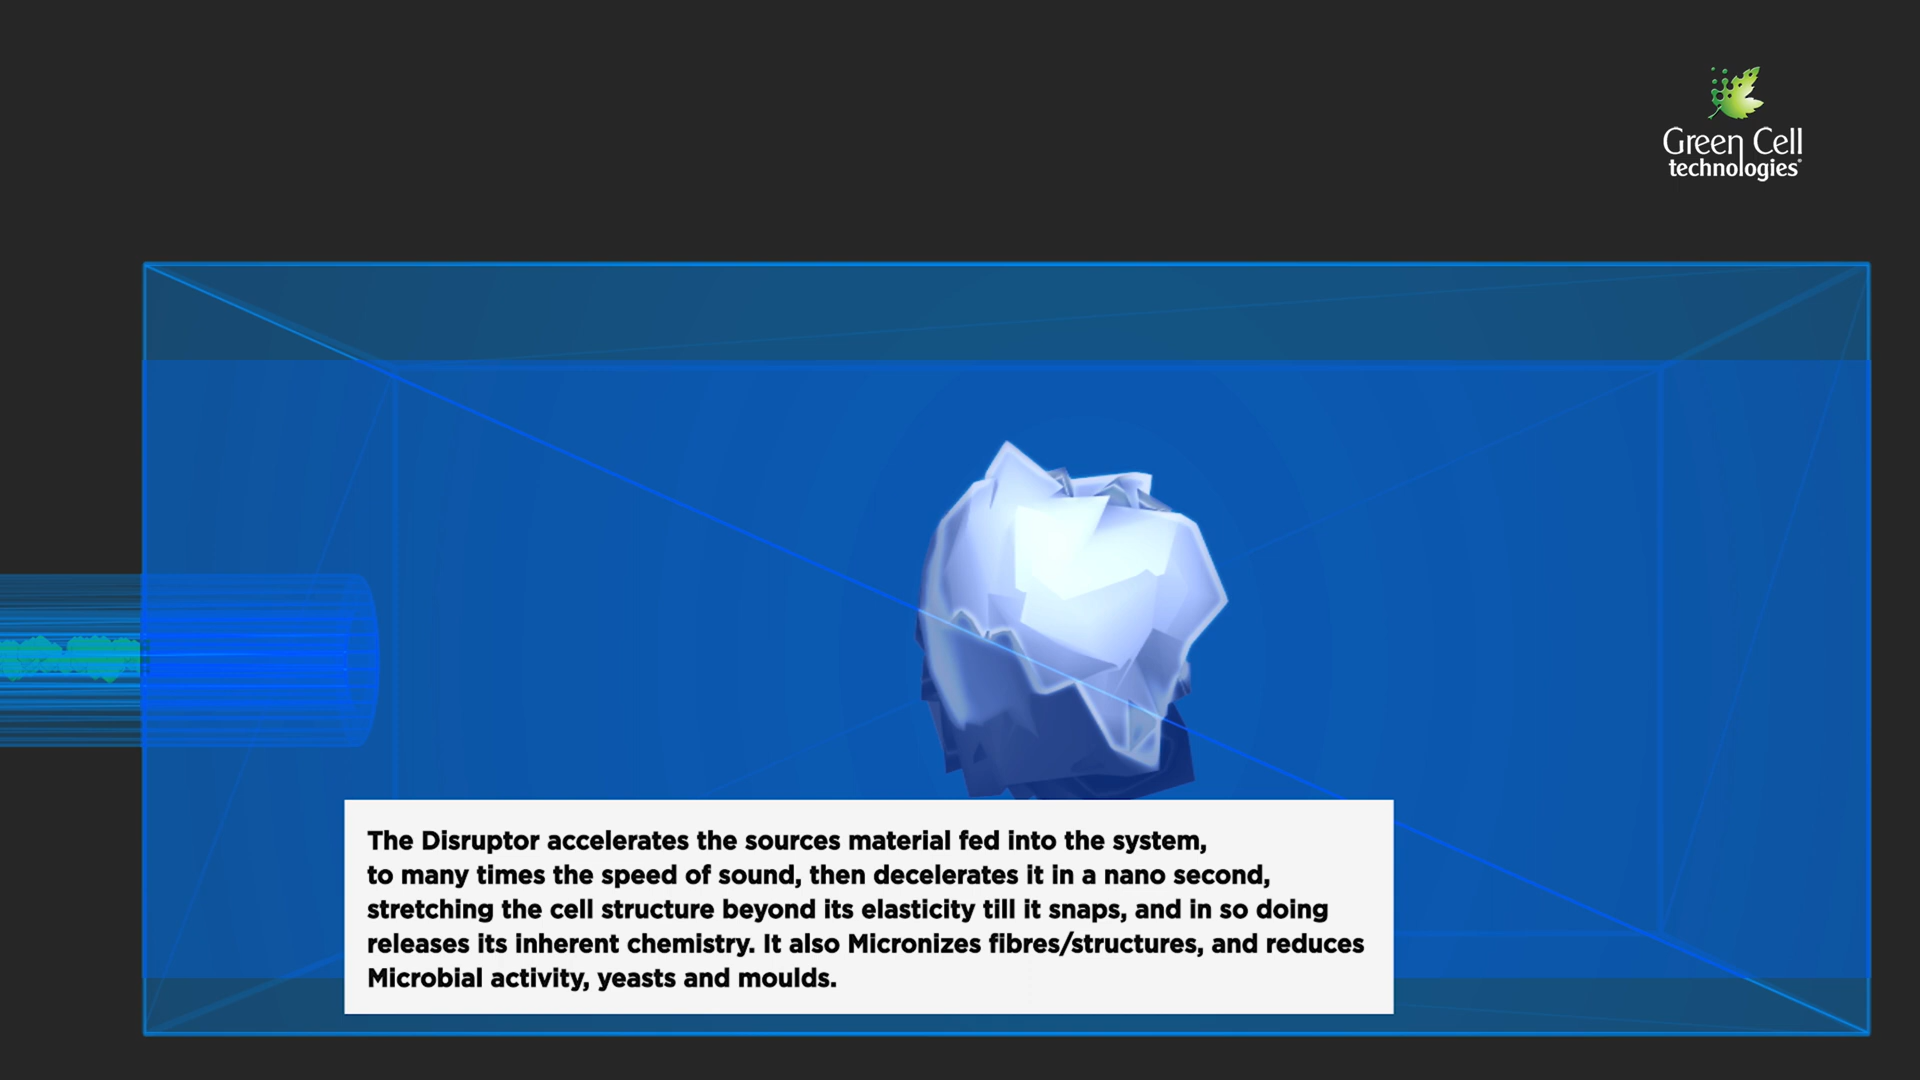 Green Cell
technologies®
The Disruptor accelerates the sources material fed into the system,
to many times the speed of sound, then decelerates it in a nano second,
stretching the cell structure beyond its elasticity till it snaps, and in so doing
releases its inherent chemistry. It also Micronizes fibres/structures, and reduces
Microbial activity, yeasts and moulds.